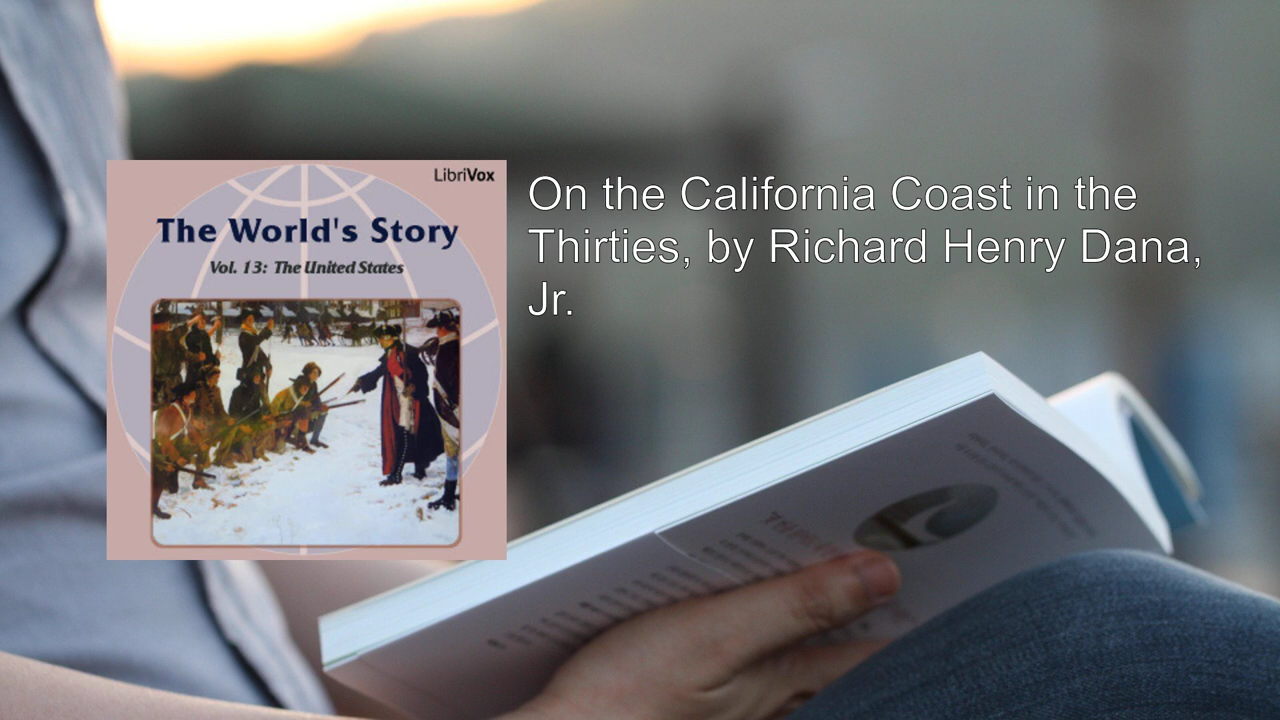 LibriVox
The World's Story
Vol. 13: The United States
On the California Coast in the
Thirties, by Richard Henry Dana,
Jr.